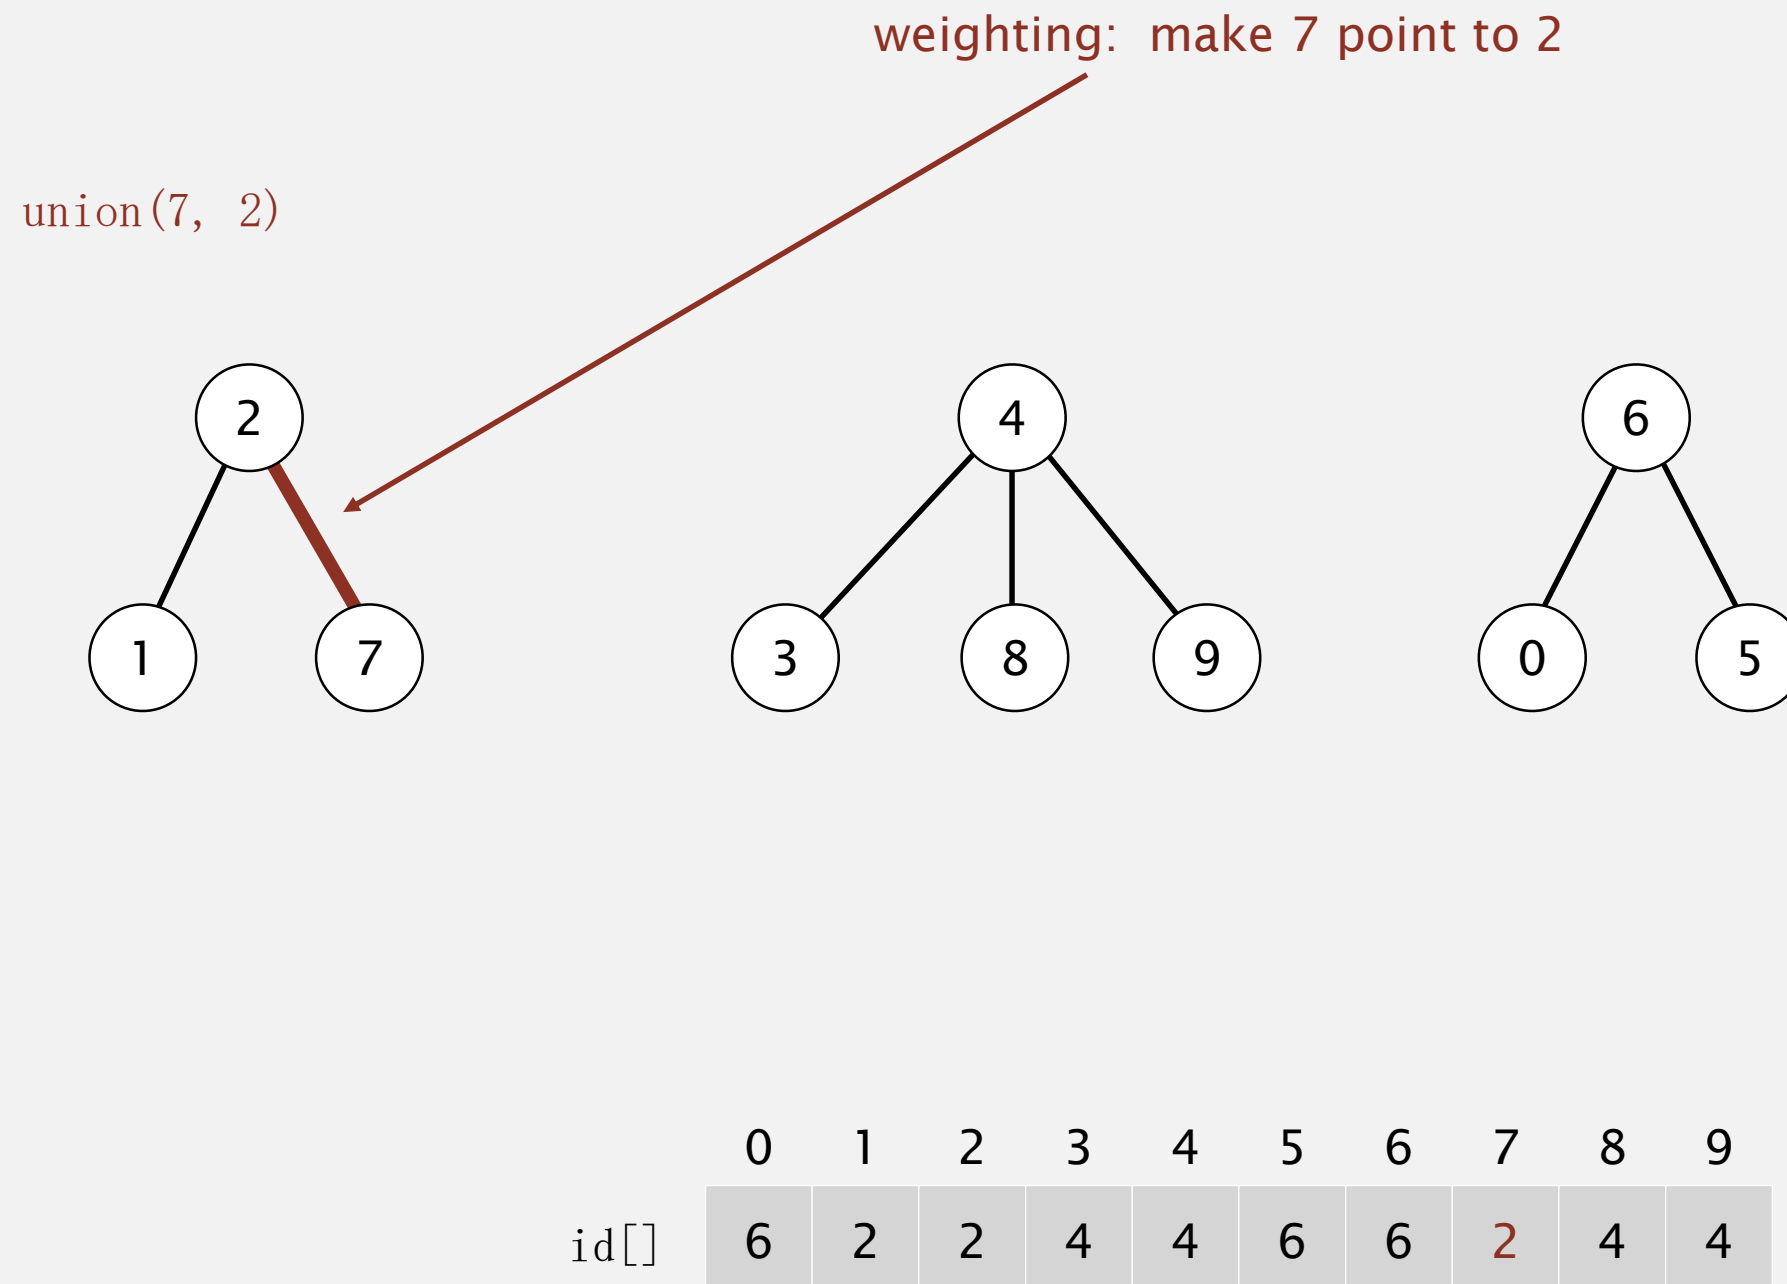 weighting: make 7 point to 2
union(7, 2)
2 4 6
1 7 3 8 9 0 5
0 1 2 3 4 5 6 7 8 9
id[] 6 2 2 4 4 6 6 2 4 4